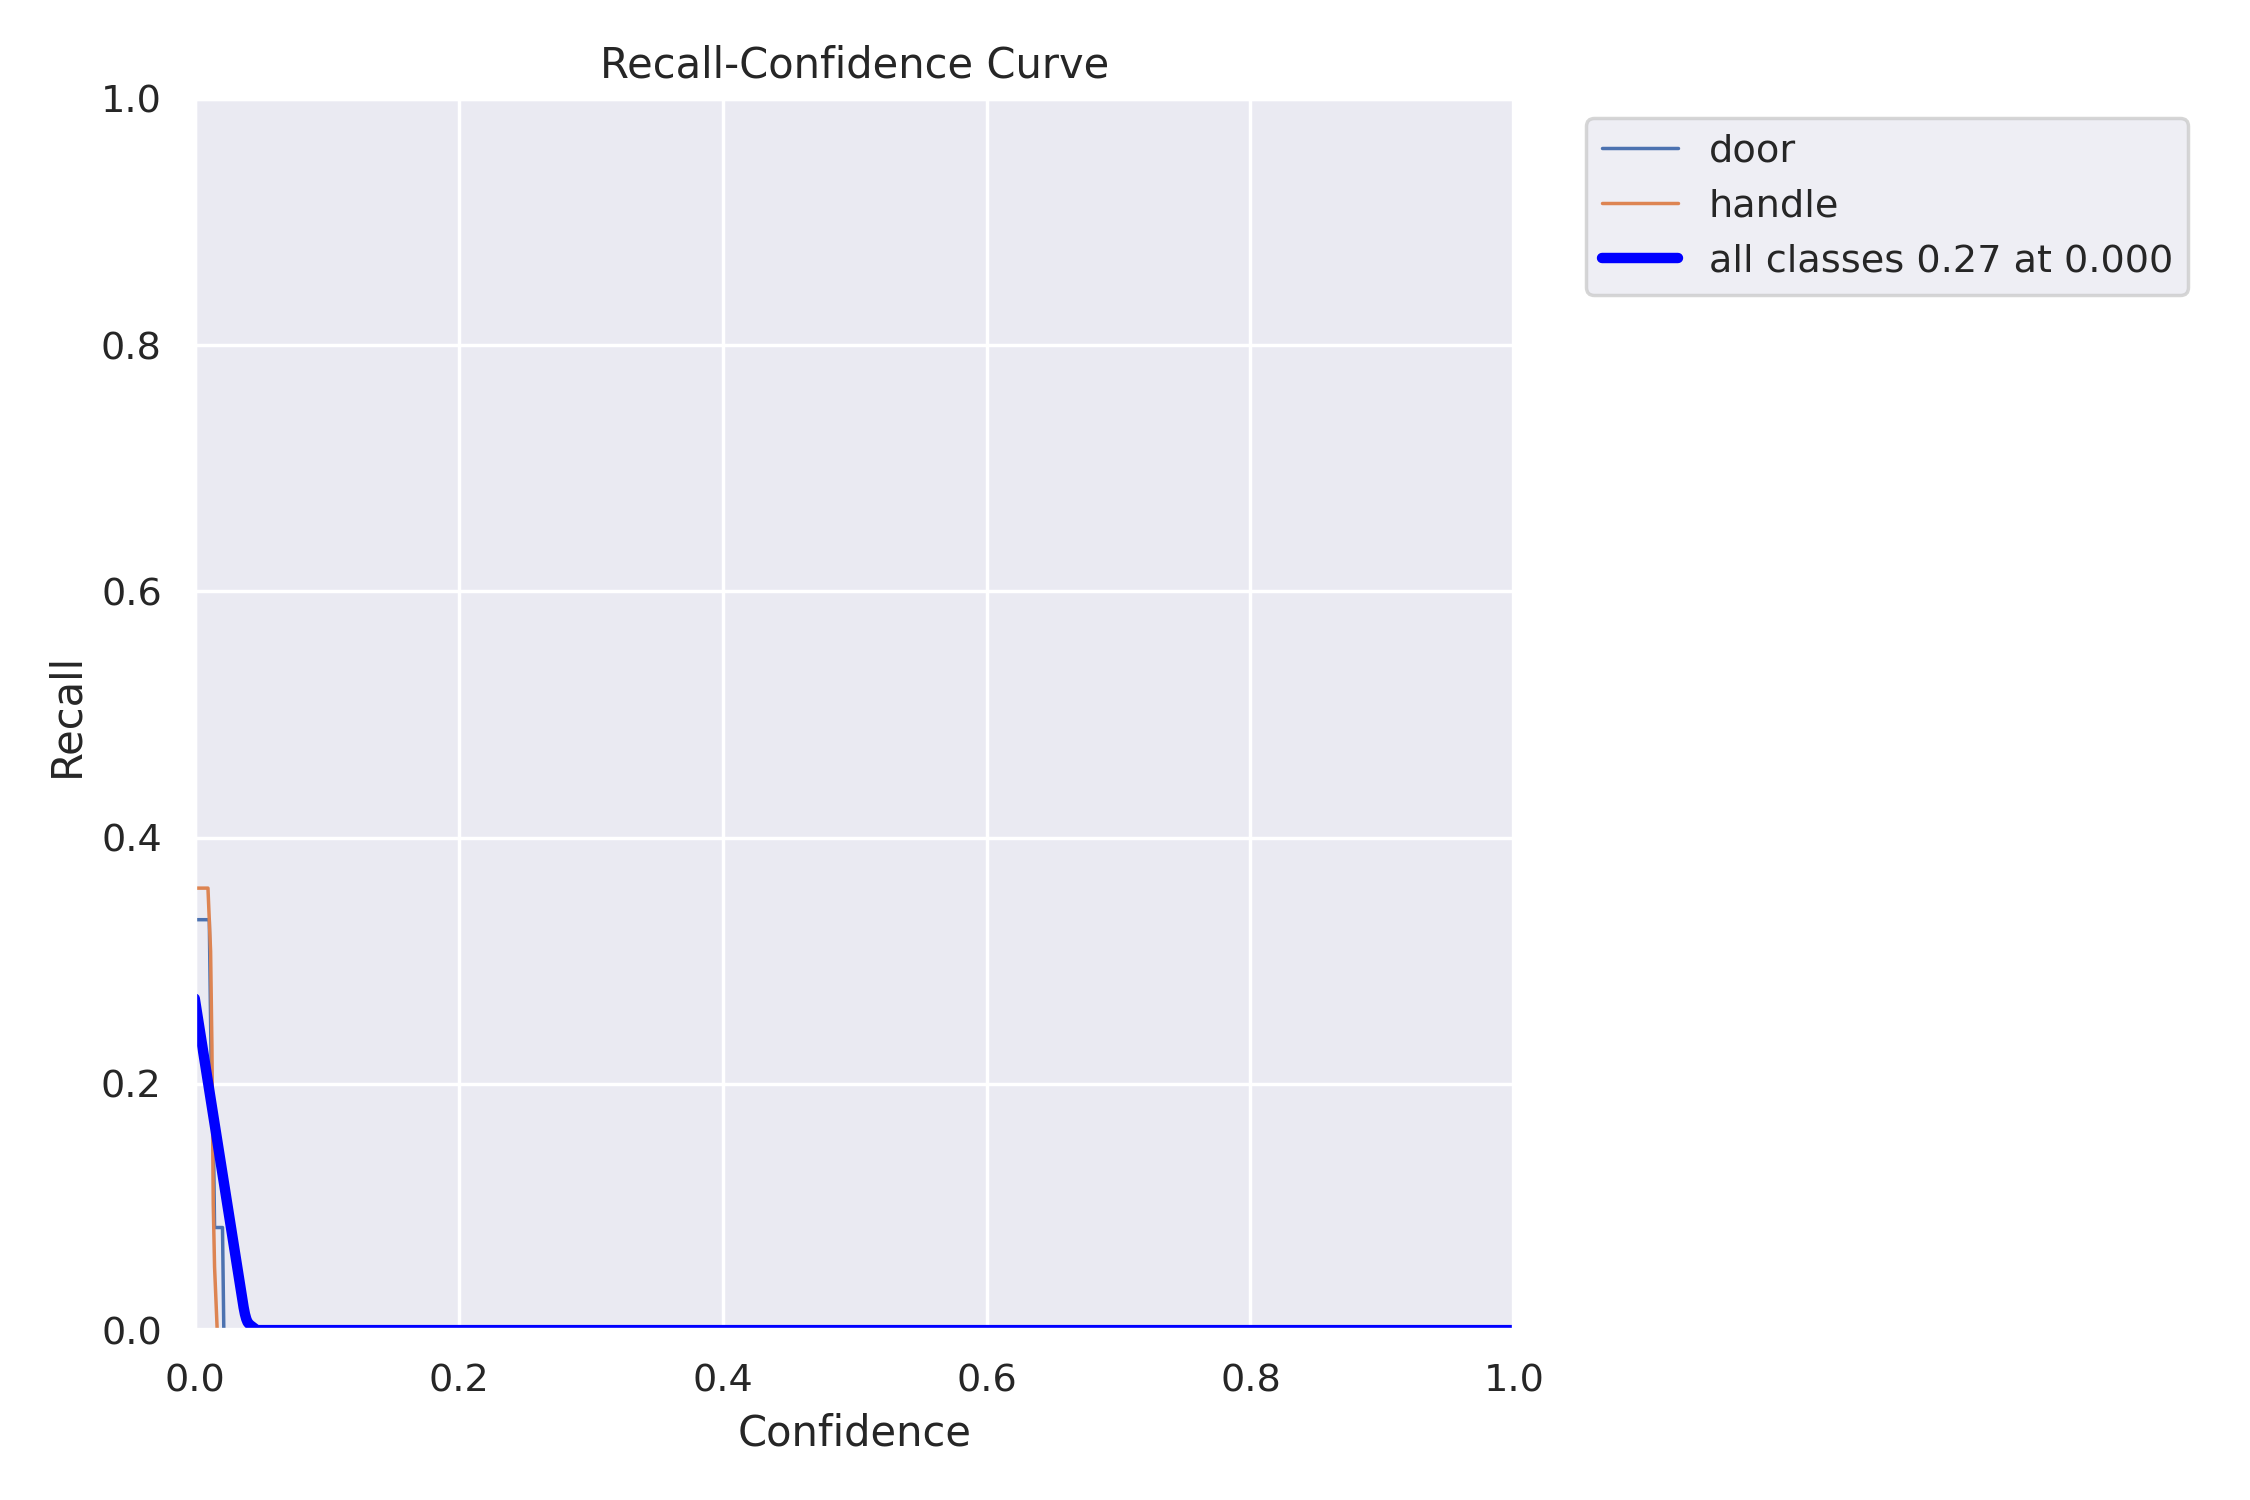 Recall-Confidence Curve
1.0
0.8
0.6
0.4
0.2
0.0
Recall
0.0 0.2 0.4 0.6 0.8 1.0
Confidence
door
handle
all classes 0.27 at 0.000